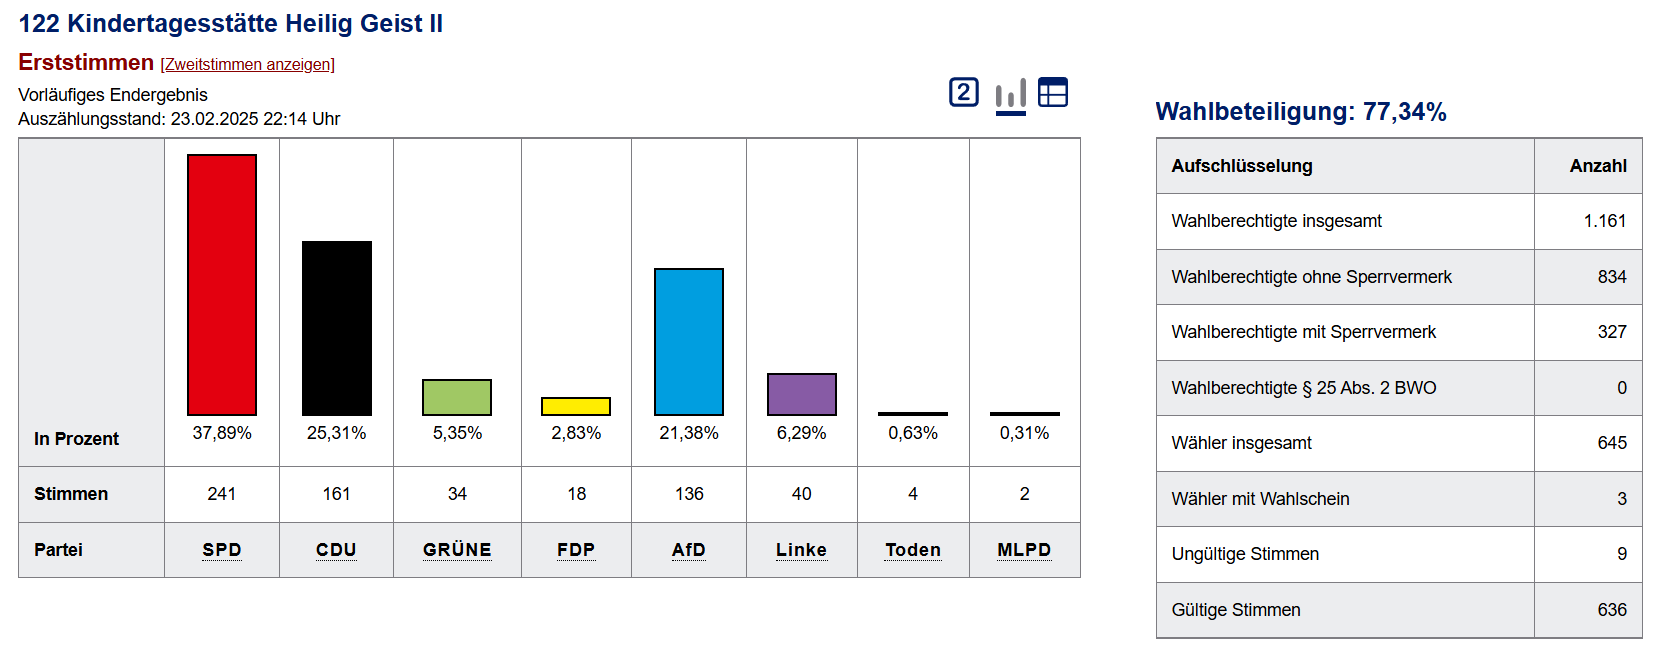 122 Kindertagesstätte Heilig Geist II
Erststimmen [Zweitstimmen anzeigen]
Vorläufiges Endergebnis
Auszählungsstand: 23.02.2025 22:14 Uhr
2
In Prozent 37,89% 25,31% 5,35% 2,83% 21,38% 6,29% 0,63% 0,31%
Stimmen 241 161 34 18 136 40 4 2
Partei SPD CDU GRÜNE FDP AfD Linke Toden MLPD
Wahlbeteiligung: 77,34%
Aufschlüsselung Anzahl
Wahlberechtigte insgesamt 1.161
Wahlberechtigte ohne Sperrvermerk 834
Wahlberechtigte mit Sperrvermerk 327
Wahlberechtigte § 25 Abs. 2 BWO 0
Wähler insgesamt 645
Wähler mit Wahlschein 3
Ungültige Stimmen 9
Gültige Stimmen 636